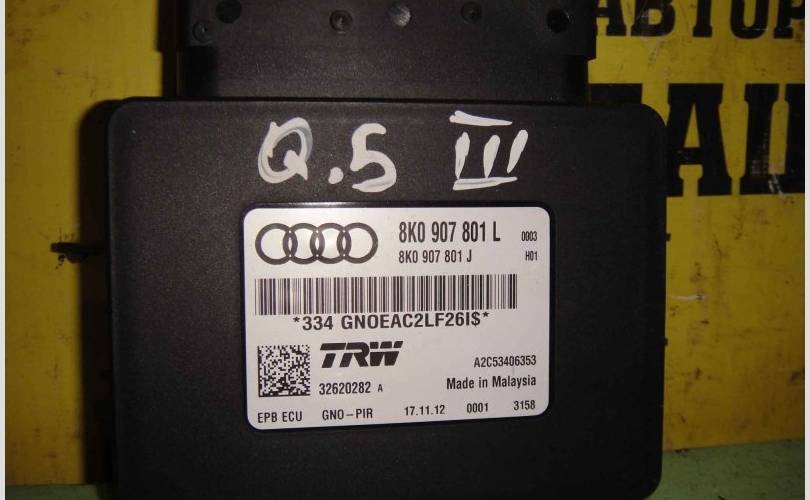 АВТОР
Q.5 III
8K0 907 801 L 0003
8K0 907 801 J H01
*334 GNOEAC2LF26I$*
TRW
A2C53406353
32620282 A Made in Malaysia
EPB ECU GNO-PIR 17.11.12 0001 3158